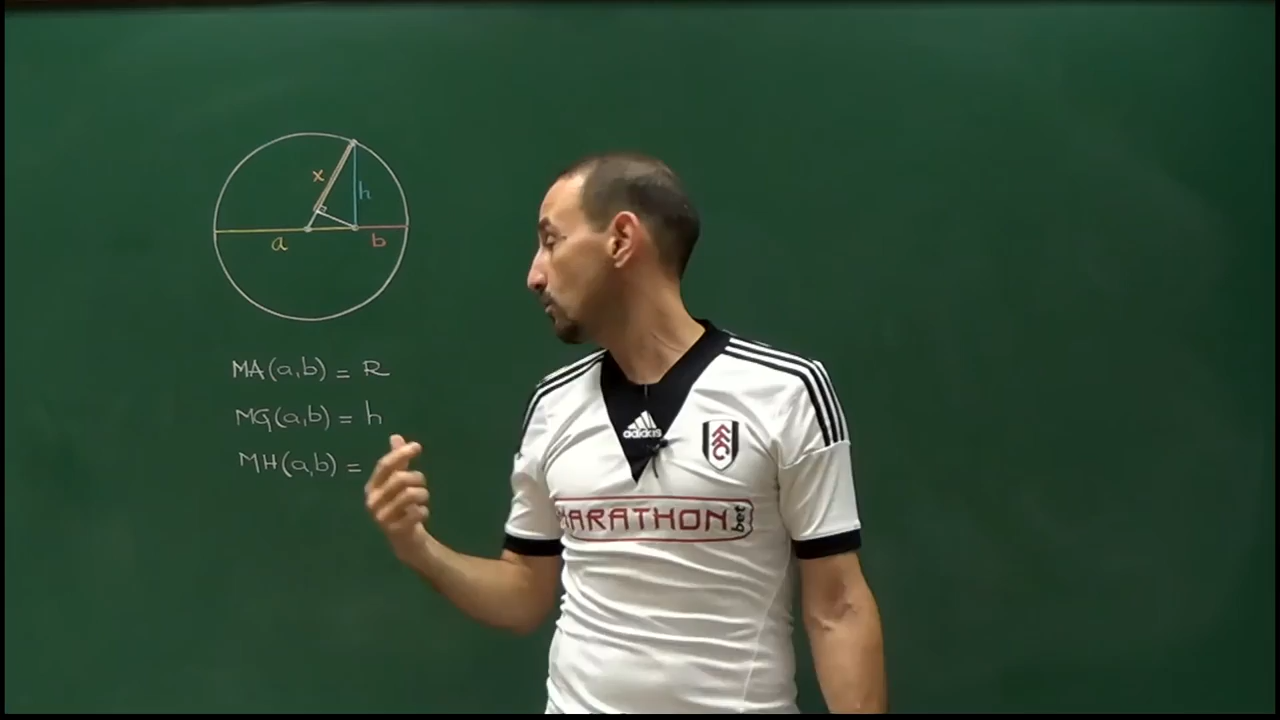 x
h
a
b
MA(a,b) = R
MG(a,b) = h
MH(a,b) =
adidas
MARATHON bet